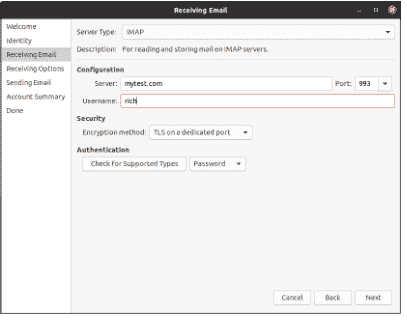 Receiving Email
Welcome
Identity
Receiving Email
Receiving Options
Sending Email
Account Summary
Done
Server Type: IMAP
Description: For reading and storing mail on IMAP servers.
Configuration
Server: mytest.com Port: 993
Username: rich
Security
Encryption method: TLS on a dedicated port
Authentication
Check for Supported Types Password
Cancel Back Next